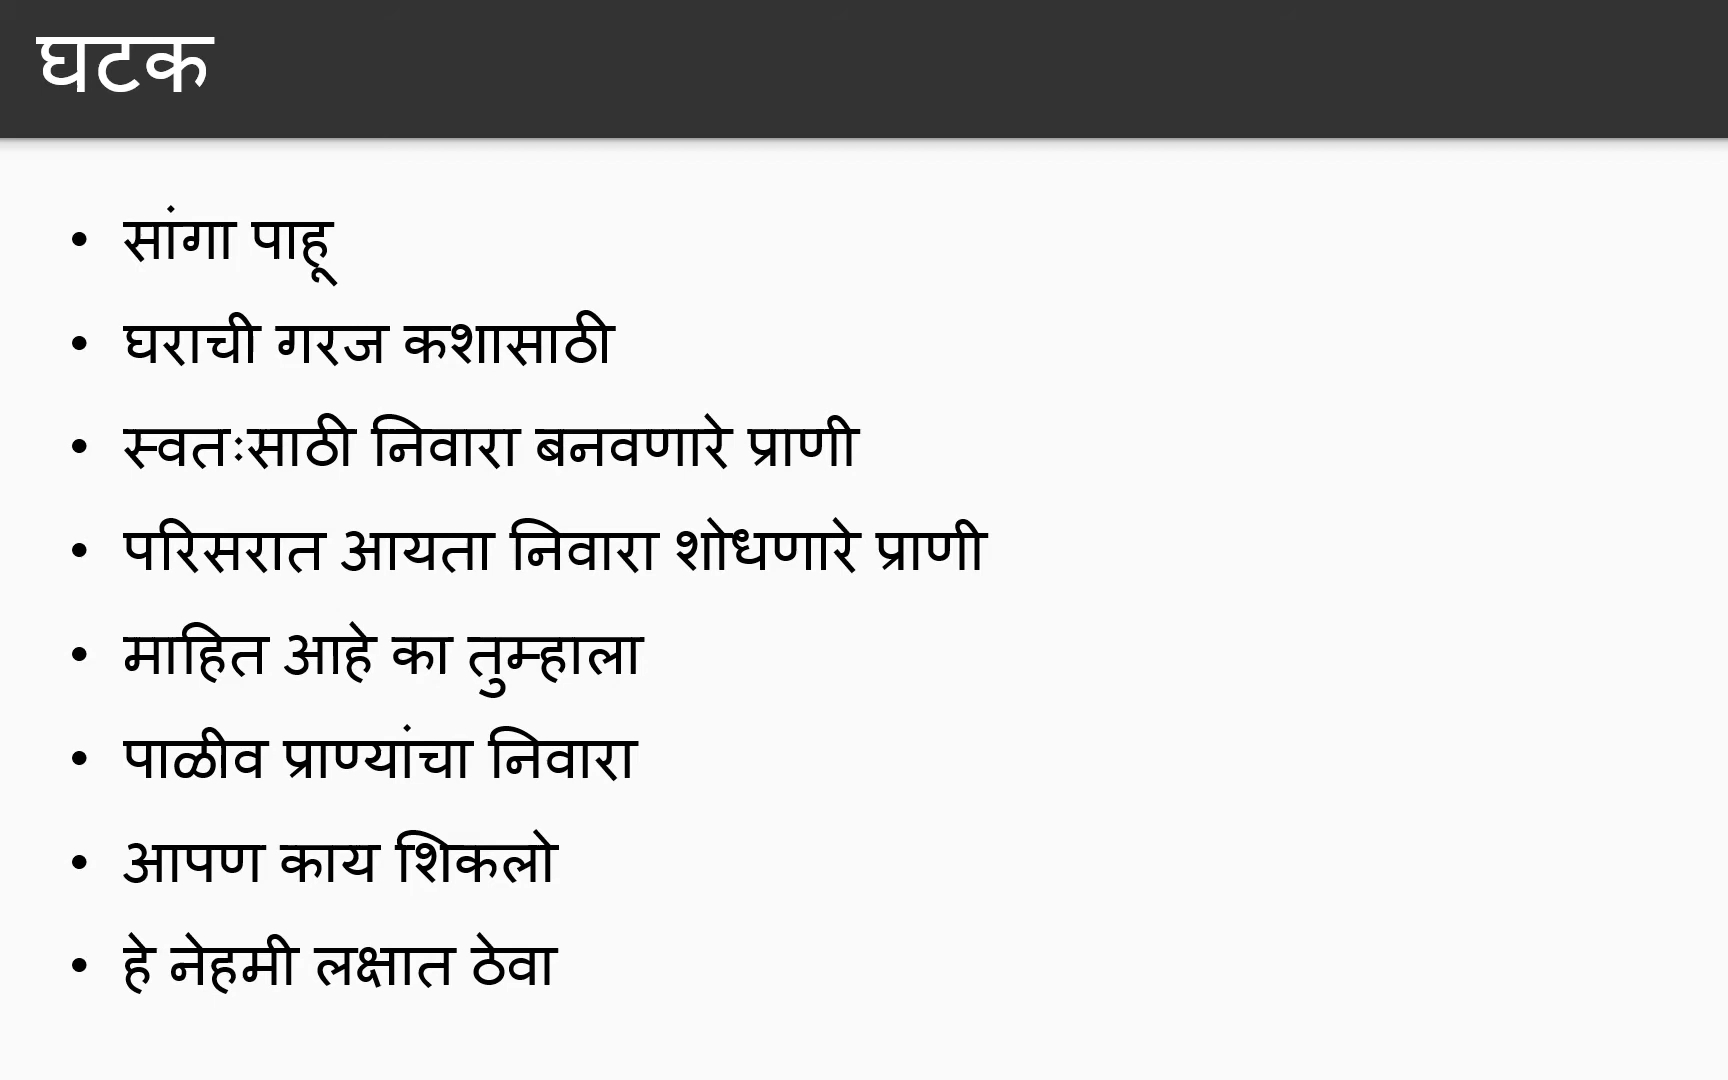 घटक
• सांगा पाहू
• घराची गरज कशासाठी
• स्वतःसाठी निवारा बनवणारे प्राणी
• परिसरात आयता निवारा शोधणारे प्राणी
• माहित आहे का तुम्हाला
• पाळीव प्राण्यांचा निवारा
• आपण काय शिकलो
• हे नेहमी लक्षात ठेवा